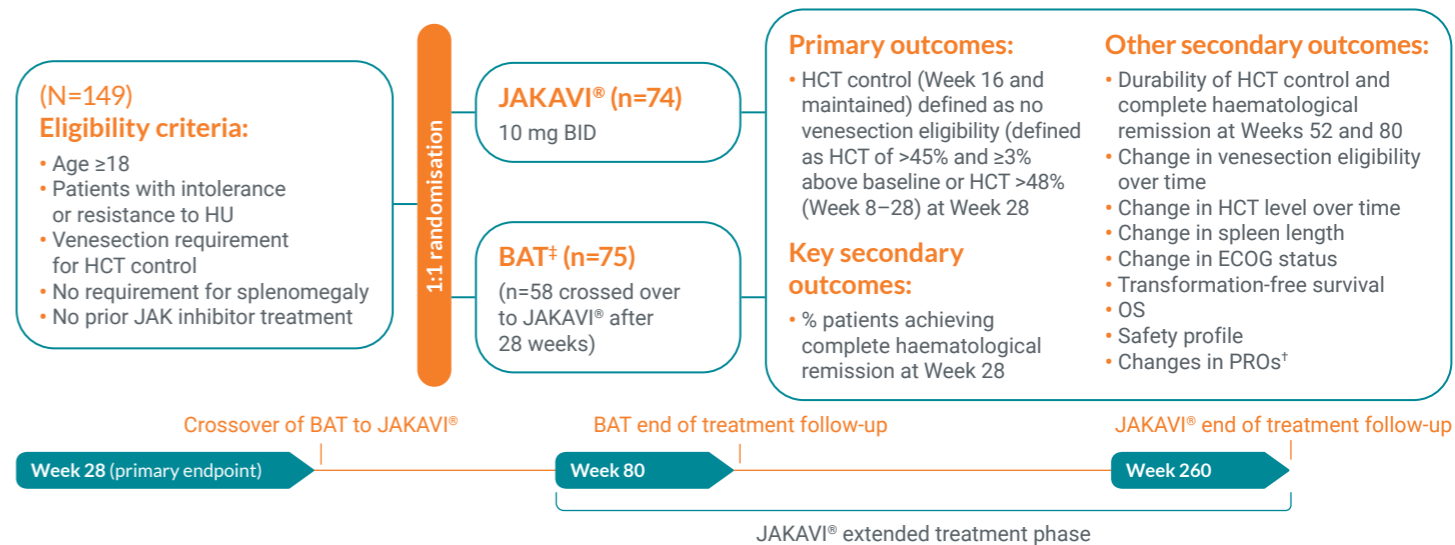 (N=149)
Eligibility criteria:
• Age ≥18
• Patients with intolerance
or resistance to HU
• Venesection requirement
for HCT control
• No requirement for splenomegaly
• No prior JAK inhibitor treatment
1:1 randomisation
JAKAVI® (n=74)
10 mg BID
BAT‡ (n=75)
(n=58 crossed over
to JAKAVI® after
28 weeks)
Primary outcomes:
• HCT control (Week 16 and
maintained) defined as no
venesection eligibility (defined
as HCT of >45% and ≥3%
above baseline or HCT >48%
(Week 8–28) at Week 28
Key secondary
outcomes:
• % patients achieving
complete haematological
remission at Week 28
Other secondary outcomes:
• Durability of HCT control and
complete haematological
remission at Weeks 52 and 80
• Change in venesection eligibility
over time
• Change in HCT level over time
• Change in spleen length
• Change in ECOG status
• Transformation-free survival
• OS
• Safety profile
• Changes in PROs†
Crossover of BAT to JAKAVI®
BAT end of treatment follow-up
JAKAVI® end of treatment follow-up
Week 28 (primary endpoint)
Week 80
Week 260
JAKAVI® extended treatment phase